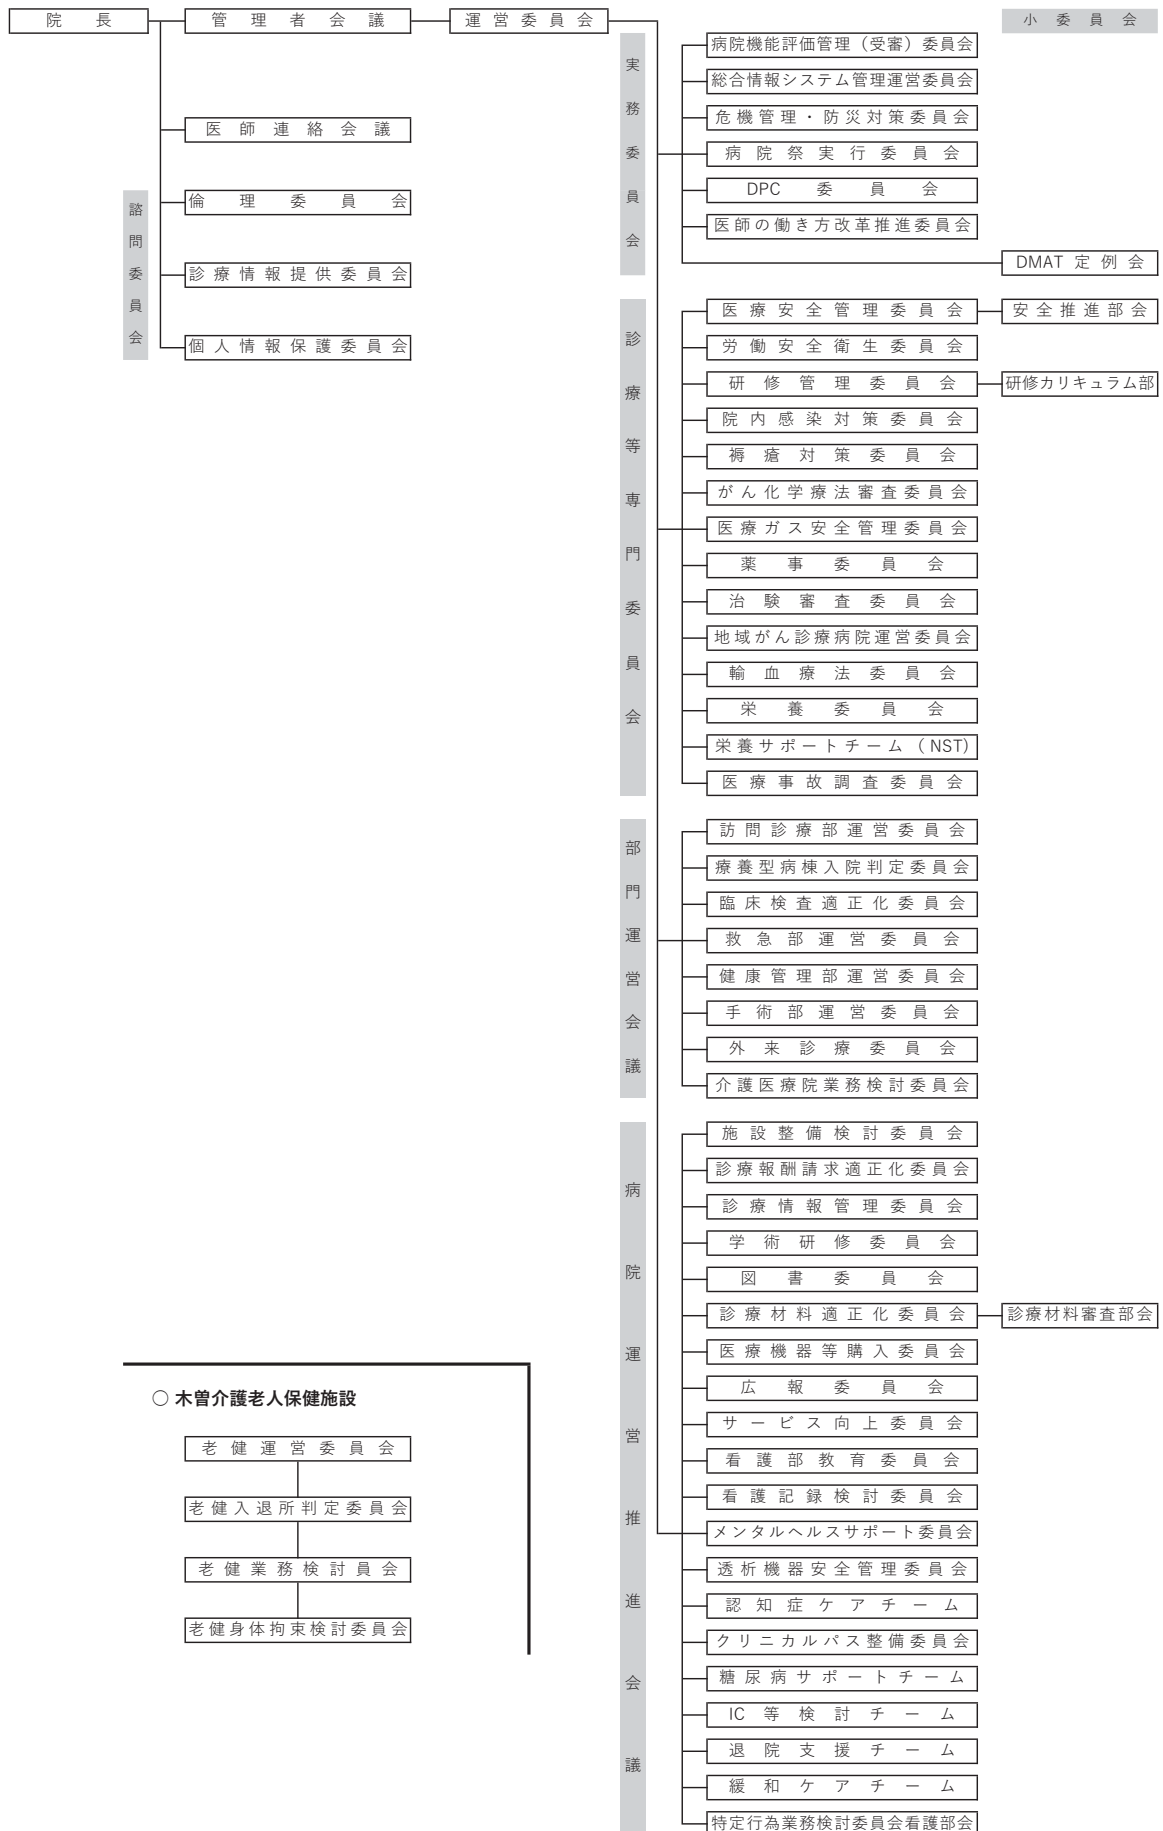 院長
管理者会議
運営委員会
小委員会
医師連絡会議
諮問委員会
倫理委員会
診療情報提供委員会
個人情報保護委員会
実務委員会
病院機能評価管理（受審）委員会
総合情報システム管理運営委員会
危機管理・防災対策委員会
病院祭実行委員会
DPC委員会
医師の働き方改革推進委員会
DMAT定例会
診療等専門委員会
医療安全管理委員会
安全推進部会
労働安全衛生委員会
研修管理委員会
研修カリキュラム部
院内感染対策委員会
褥瘡対策委員会
がん化学療法審査委員会
医療ガス安全管理委員会
薬事委員会
治験審査委員会
地域がん診療病院運営委員会
輸血療法委員会
栄養委員会
栄養サポートチーム（NST)
医療事故調査委員会
部門運営会議
訪問診療部運営委員会
療養型病棟入院判定委員会
臨床検査適正化委員会
救急部運営委員会
健康管理部運営委員会
手術部運営委員会
外来診療委員会
介護医療院業務検討委員会
病院運営推進会議
施設整備検討委員会
診療報酬請求適正化委員会
診療情報管理委員会
学術研修委員会
図書委員会
診療材料適正化委員会
診療材料審査部会
医療機器等購入委員会
広報委員会
サービス向上委員会
看護部教育委員会
看護記録検討委員会
メンタルヘルスサポート委員会
透析機器安全管理委員会
認知症ケアチーム
クリニカルパス整備委員会
糖尿病サポートチーム
IC等検討チーム
退院支援チーム
緩和ケアチーム
特定行為業務検討委員会看護部会
○ 木曽介護老人保健施設
老健運営委員会
老健入退所判定委員会
老健業務検討員会
老健身体拘束検討委員会